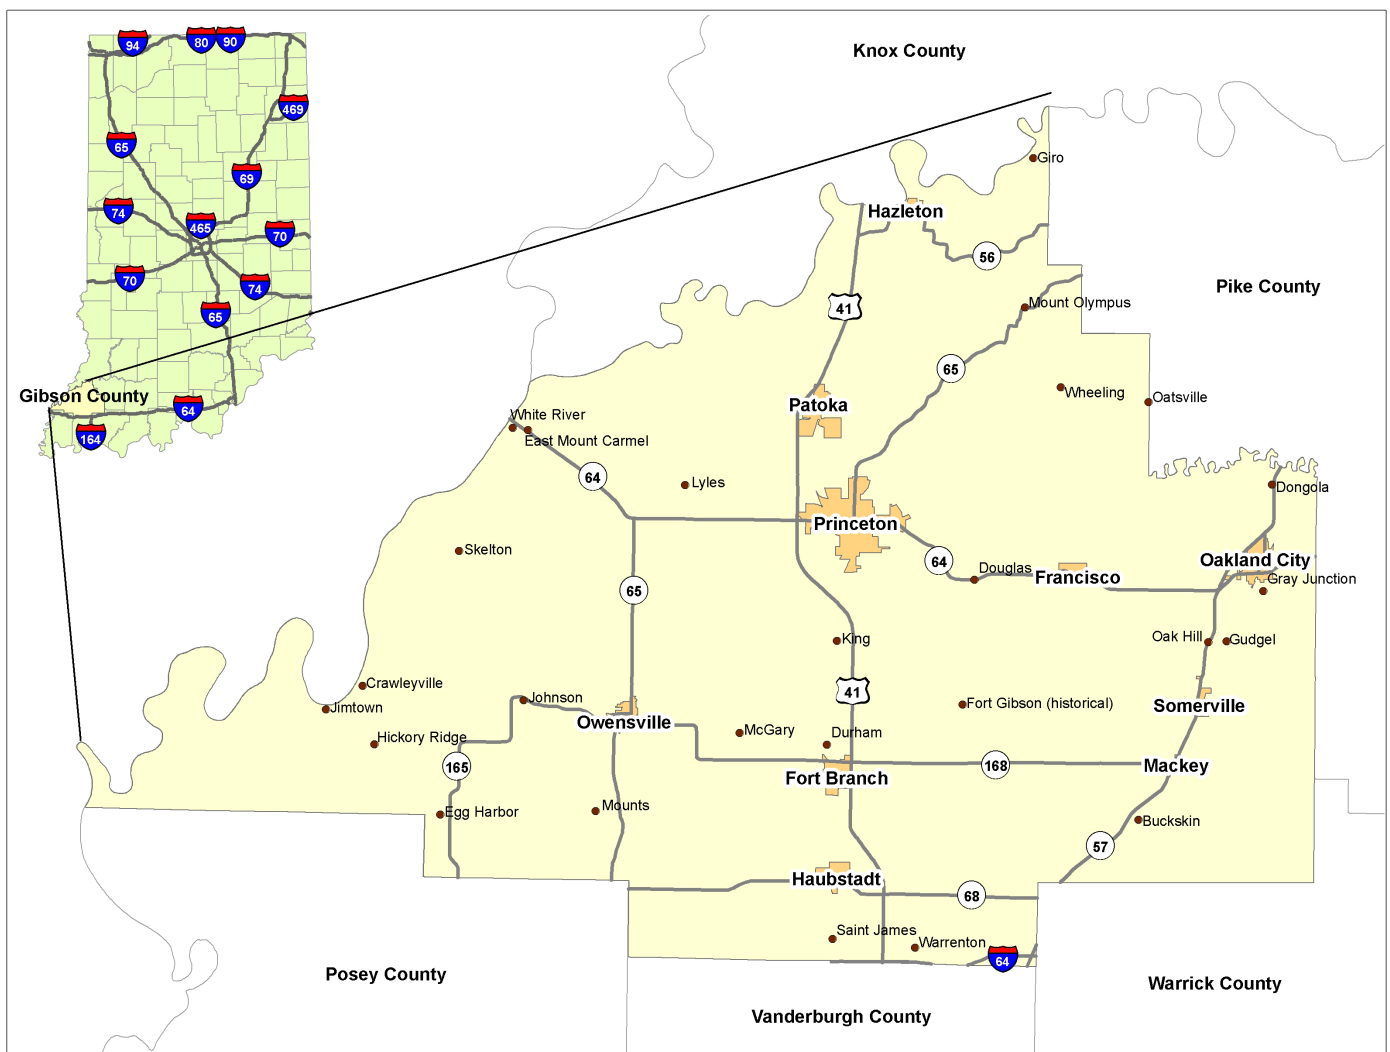 94
80
90
Knox County
469
65
Giro
69
74
Hazleton
465
70
56
70
74
Pike County
41
Mount Olympus
65
65
Wheeling
Oatsville
Gibson County
64
Patoka
White River
164
East Mount Carmel
64
Lyles
Dongola
Princeton
Skelton
64
Oakland City
Douglas
Francisco
Gray Junction
65
King
Oak Hill
Gudgel
Crawleyville
41
Johnson
Fort Gibson (historical)
Jimtown
Somerville
Owensville
McGary
Durham
Hickory Ridge
165
168
Mackey
Fort Branch
Mounts
Egg Harbor
Buckskin
57
Haubstadt
68
Saint James
Warrenton
64
Posey County
Warrick County
Vanderburgh County